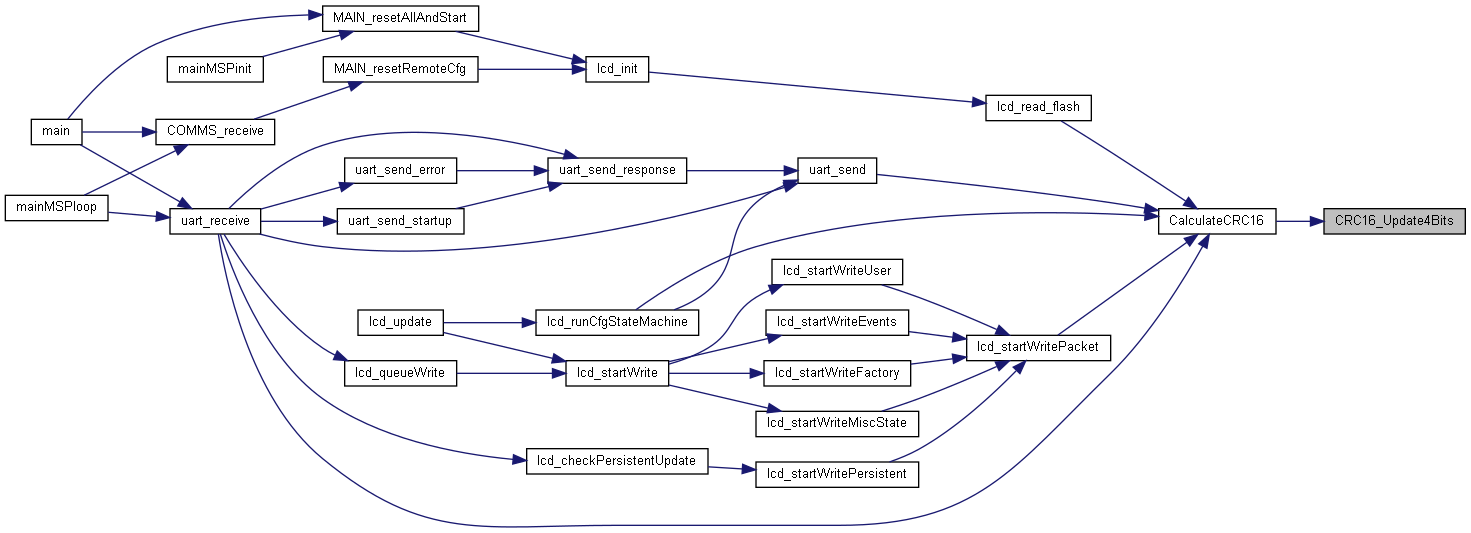 MAIN_resetAllAndStart
mainMSPinit
MAIN_resetRemoteCfg
lcd_init
lcd_read_flash
main
COMMS_receive
uart_send_error
uart_send_response
uart_send
mainMSPloop
uart_receive
uart_send_startup
CalculateCRC16
CRC16_Update4Bits
lcd_startWriteUser
lcd_update
lcd_runCfgStateMachine
lcd_startWriteEvents
lcd_startWritePacket
lcd_queueWrite
lcd_startWrite
lcd_startWriteFactory
lcd_startWriteMiscState
lcd_checkPersistentUpdate
lcd_startWritePersistent